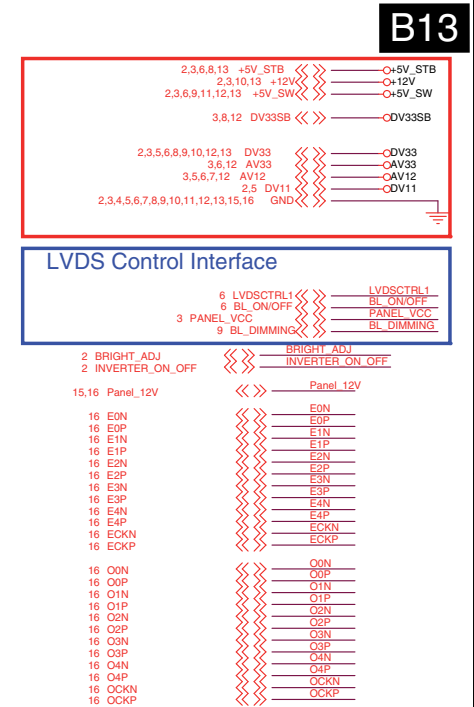 B13
2,3,6,8,13 +5V_STB +5V_STB
2,3,10,13 +12V +12V
2,3,6,9,11,12,13 +5V_SW +5V_SW
3,8,12 DV33SB DV33SB
2,3,5,6,8,9,10,12,13 DV33 DV33
3,6,12 AV33 AV33
3,5,6,7,12 AV12 AV12
2,5 DV11 DV11
2,3,4,5,6,7,8,9,10,11,12,13,15,16 GND
LVDS Control Interface
6 LVDSCTRL1 LVDSCTRL1
6 BL_ON/OFF BL_ON/OFF
3 PANEL_VCC PANEL_VCC
9 BL_DIMMING BL_DIMMING
2 BRIGHT_ADJ BRIGHT_ADJ
2 INVERTER_ON_OFF INVERTER_ON_OFF
15,16 Panel_12V Panel_12V
16 E0N E0N
16 E0P E0P
16 E1N E1N
16 E1P E1P
16 E2N E2N
16 E2P E2P
16 E3N E3N
16 E3P E3P
16 E4N E4N
16 E4P E4P
16 ECKN ECKN
16 ECKP ECKP
16 O0N O0N
16 O0P O0P
16 O1N O1N
16 O1P O1P
16 O2N O2N
16 O2P O2P
16 O3N O3N
16 O3P O3P
16 O4N O4N
16 O4P O4P
16 OCKN OCKN
16 OCKP OCKP